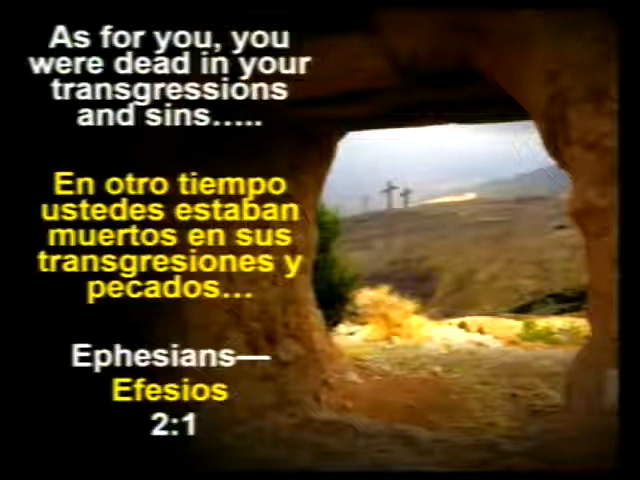 As for you, you
were dead in your
transgressions
and sins.....
En otro tiempo
ustedes estaban
muertos en sus
transgresiones y
pecados...
Ephesians—
Efesios
2:1